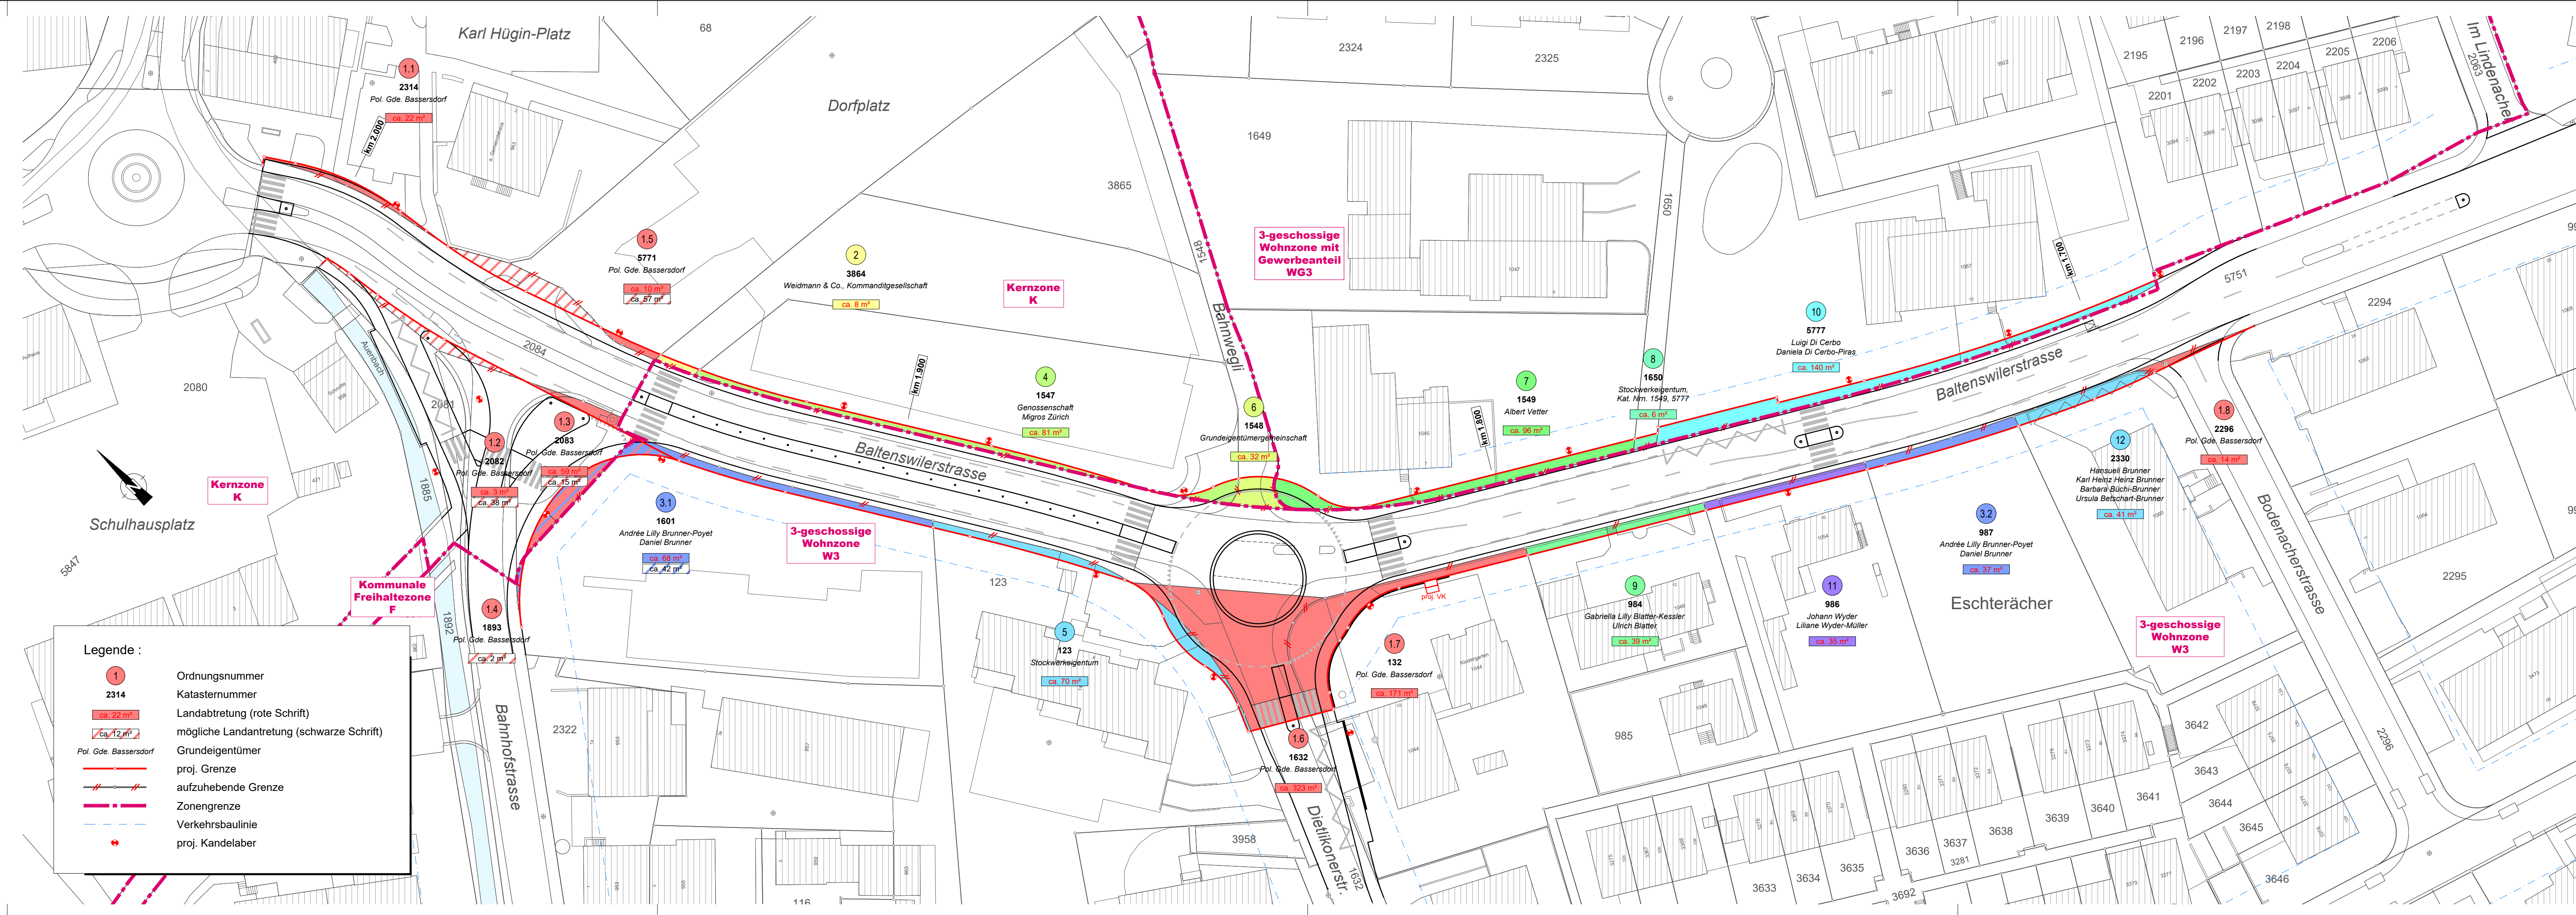 Karl Hügin-Platz
68
Dorfplatz
2324
2325
1649
3865
1548
1650
Bahnwegli
1.1
2314
Pol. Gde. Bassersdorf
ca. 22 m²
km 2.000
1.5
5771
Pol. Gde. Bassersdorf
ca. 10 m²
ca. 57 m²
2
3864
Weidmann & Co., Kommanditgesellschaft
ca. 8 m²
Kernzone
K
3-geschossige
Wohnzone mit
Gewerbeanteil
WG3
km 1.900
4
1547
Genossenschaft
Migros Zürich
ca. 81 m²
6
1548
Grundeigentümergemeinschaft
ca. 32 m²
7
1549
Albert Vetter
ca. 96 m²
km 1.800
8
1650
Stockwerkeigentum,
Kat. Nrn. 1549, 5777
ca. 6 m²
10
5777
Luigi Di Cerbo
Daniela Di Cerbo-Piras
ca. 140 m²
km 1.700
2195
2196
2197
2198
2205
2206
2201
2202
2203
2204
2063
5751
2294
Baltenswilerstrasse
Baltenswilerstrasse
1047
1045
1067
3922
3922
2084
2080
2081
Auenbach
1885
1892
Schulhausplatz
5847
Kernzone
K
Kommunale
Freihaltezone
F
1.2
2082
Pol. Gde. Bassersdorf
ca. 3 m²
ca. 38 m²
1.3
2083
Pol. Gde. Bassersdorf
ca. 59 m²
ca. 15 m²
1.4
1893
Pol. Gde. Bassersdorf
ca. 2 m²
3.1
1601
Andrée Lilly Brunner-Poyet
Daniel Brunner
ca. 68 m²
ca. 42 m²
3-geschossige
Wohnzone
W3
123
5
123
Stockwerkeigentum
ca. 70 m²
1.7
132
Pol. Gde. Bassersdorf
ca. 171 m²
proj. VK
Kindergarten
1044
1.6
1632
Pol. Gde. Bassersdorf
ca. 323 m²
9
984
Gabriella Lilly Blatter-Kessler
Ulrich Blatter
ca. 39 m²
11
986
Johann Wyder
Liliane Wyder-Müller
ca. 35 m²
3.2
987
Andrée Lilly Brunner-Poyet
Daniel Brunner
ca. 37 m²
12
2330
Hansueli Brunner
Karl Heinz Heinz Brunner
Barbara Büchi-Brunner
Ursula Betschart-Brunner
ca. 41 m²
1.8
2296
Pol. Gde. Bassersdorf
ca. 14 m²
Eschterächer
3-geschossige
Wohnzone
W3
Bodenacherstrasse
2295
2296
985
Bahnhofstrasse
2322
Dietlikonerstr.
1632
3958
116
3633
3634
3635
3636
3637
3638
3639
3640
3641
3642
3643
3644
3645
3646
3281
3692
Legende :
1 Ordnungsnummer
2314 Katasternummer
ca. 22 m² Landabtretung (rote Schrift)
ca. 12 m² mögliche Landantretung (schwarze Schrift)
Pol. Gde. Bassersdorf Grundeigentümer
proj. Grenze
aufzuhebende Grenze
Zonengrenze
Verkehrsbaulinie
proj. Kandelaber